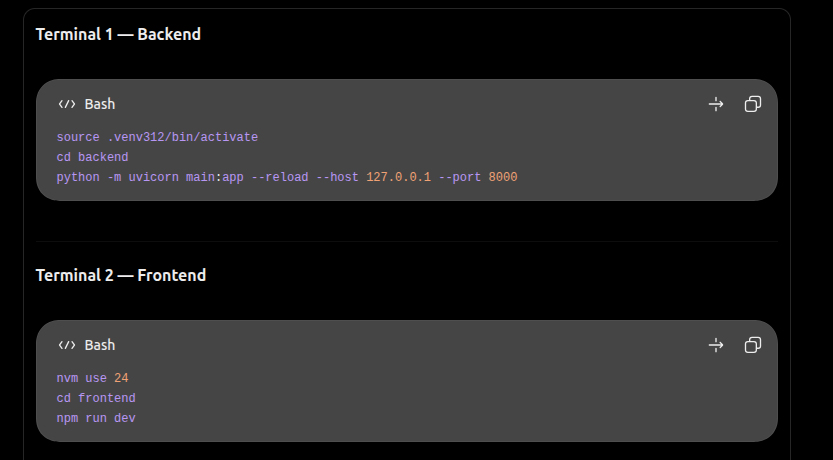 Terminal 1 — Backend
Bash
source .venv312/bin/activate
cd backend
python -m uvicorn main:app --reload --host 127.0.0.1 --port 8000
Terminal 2 — Frontend
Bash
nvm use 24
cd frontend
npm run dev